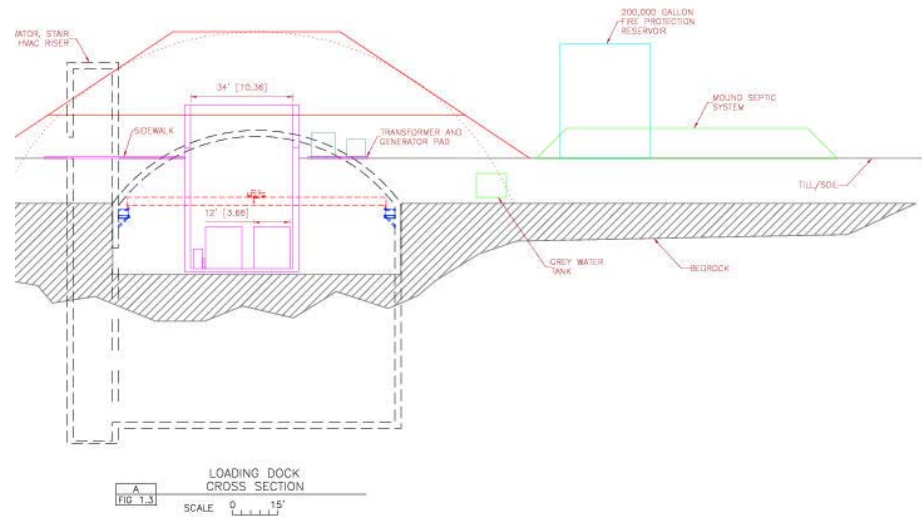 200,000 GALLON
FIRE PROTECTION
RESERVOIR
VATOR, STAIR
HVAC RISER
34' [10.36]
MOUND SEPTIC
SYSTEM
SIDEWALK
TRANSFORMER AND
GENERATOR PAD
TILL/SOIL
12' [3.66]
GREY WATER
TANK
BEDROCK
LOADING DOCK
CROSS SECTION
A
FIG 1.3
SCALE 0 15'